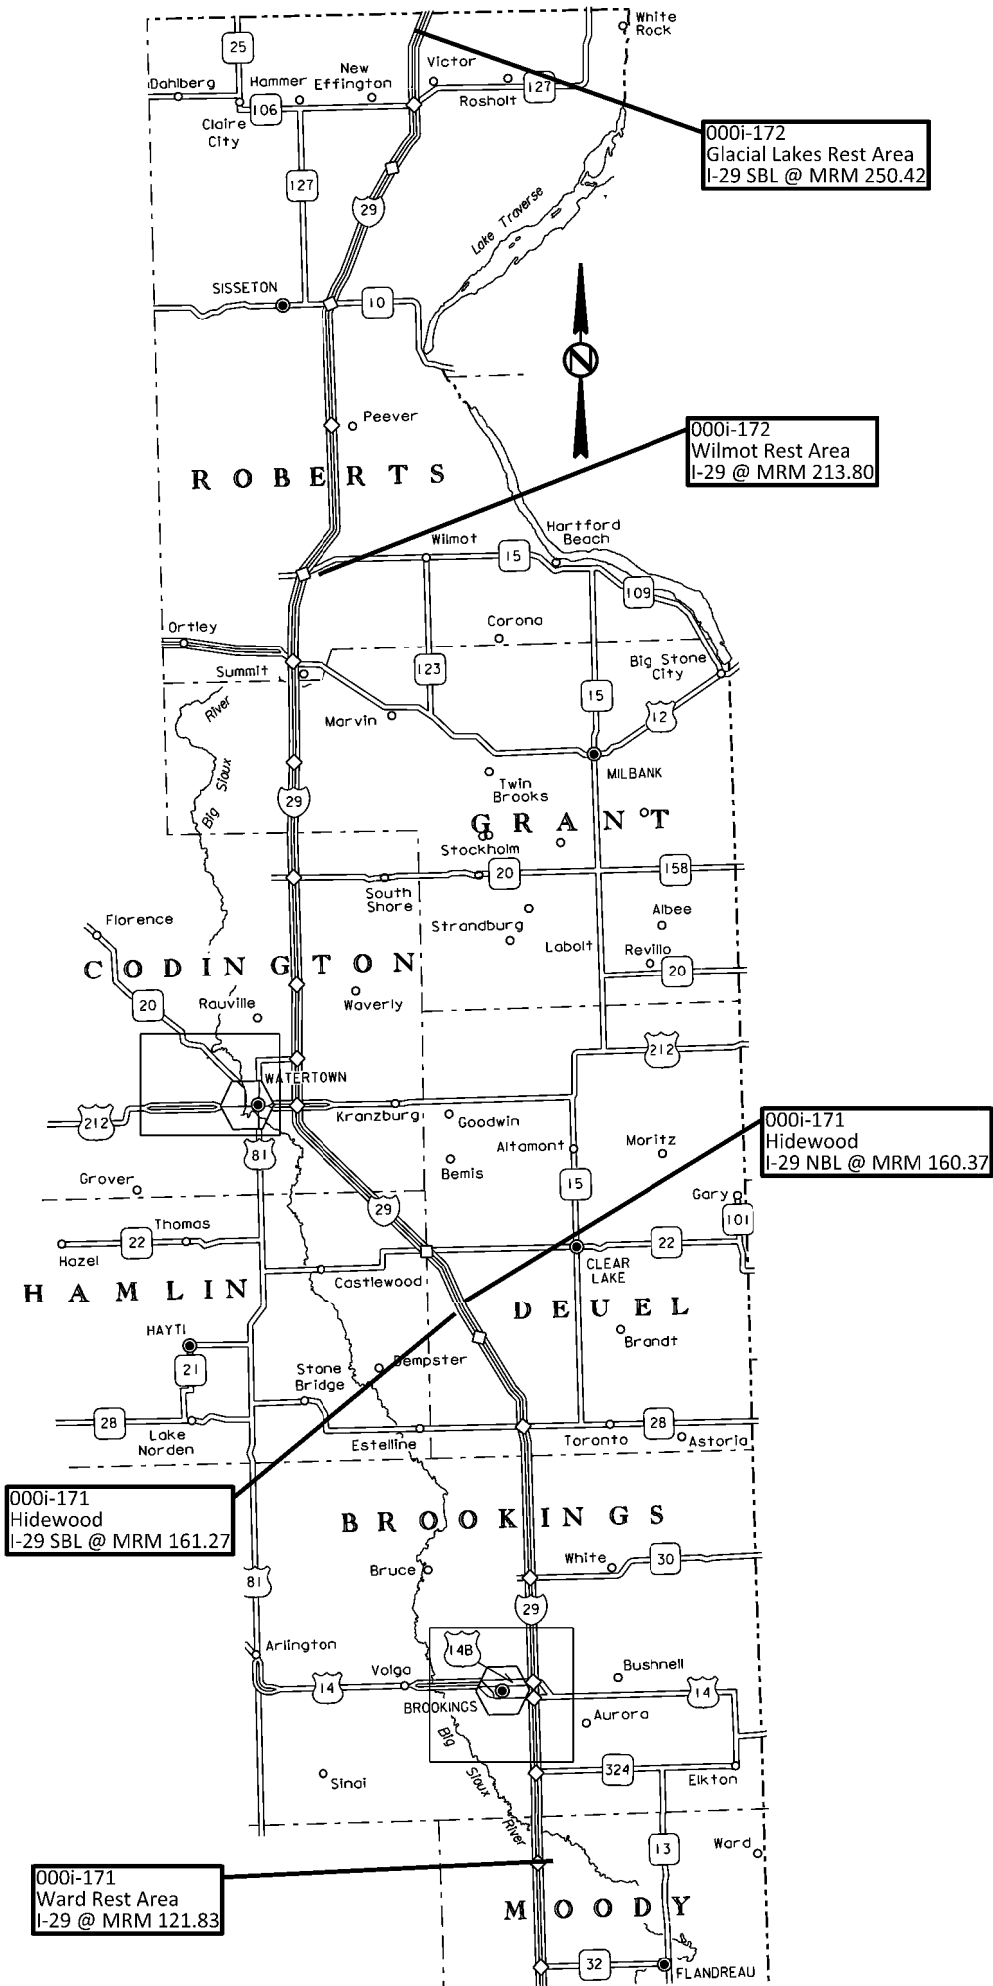 White
Rock
25
Victor
New
Effington
Dahlberg
Hammer
127
Rosholt
106
Claire
City
000i-172
Glacial Lakes Rest Area
I-29 SBL @ MRM 250.42
127
29
Lake Traverse
SISSETON
10
N
Peever
000i-172
Wilmot Rest Area
I-29 @ MRM 213.80
ROBERTS
Hartford
Beach
Wilmot
15
109
Ortley
Corona
Big Stone
City
Summit
123
15
River
Marvin
12
Sioux
MILBANK
Twin
Brooks
29
Big
GRANT
Stockholm
20
158
South
Shore
Florence
Strandburg
Albee
Labolt
Revillo
CODINGTON
20
20
Rauville
Waverly
212
WATERTOWN
Kranzburg
Goodwin
212
Altamont
Moritz
000i-171
Hidewood
I-29 NBL @ MRM 160.37
81
Bemis
Grover
15
Gary
29
101
Thomas
22
22
Hazel
CLEAR
LAKE
Castlewood
HAMLIN
DEUEL
HAYTI
Brandt
21
Stone
Bridge
Dempster
28
28
Lake
Norden
Estelline
Toronto
Astoria
000i-171
Hidewood
I-29 SBL @ MRM 161.27
BROOKINGS
White
30
Bruce
81
29
Arlington
14B
Volga
Bushnell
14
14
BROOKINGS
Aurora
Big
324
Elkton
Sinai
Sioux
River
13
Ward
000i-171
Ward Rest Area
I-29 @ MRM 121.83
MOODY
32
FLANDREAU